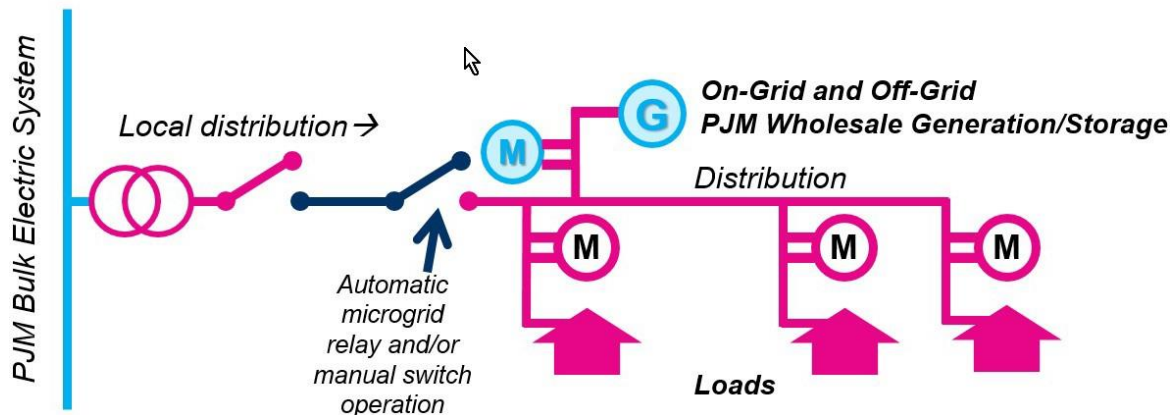 PJM Bulk Electric System
Local distribution→
M
G
On-Grid and Off-Grid
PJM Wholesale Generation/Storage
Distribution
M
M
M
Automatic
microgrid
relay and/or
manual switch
operation
Loads